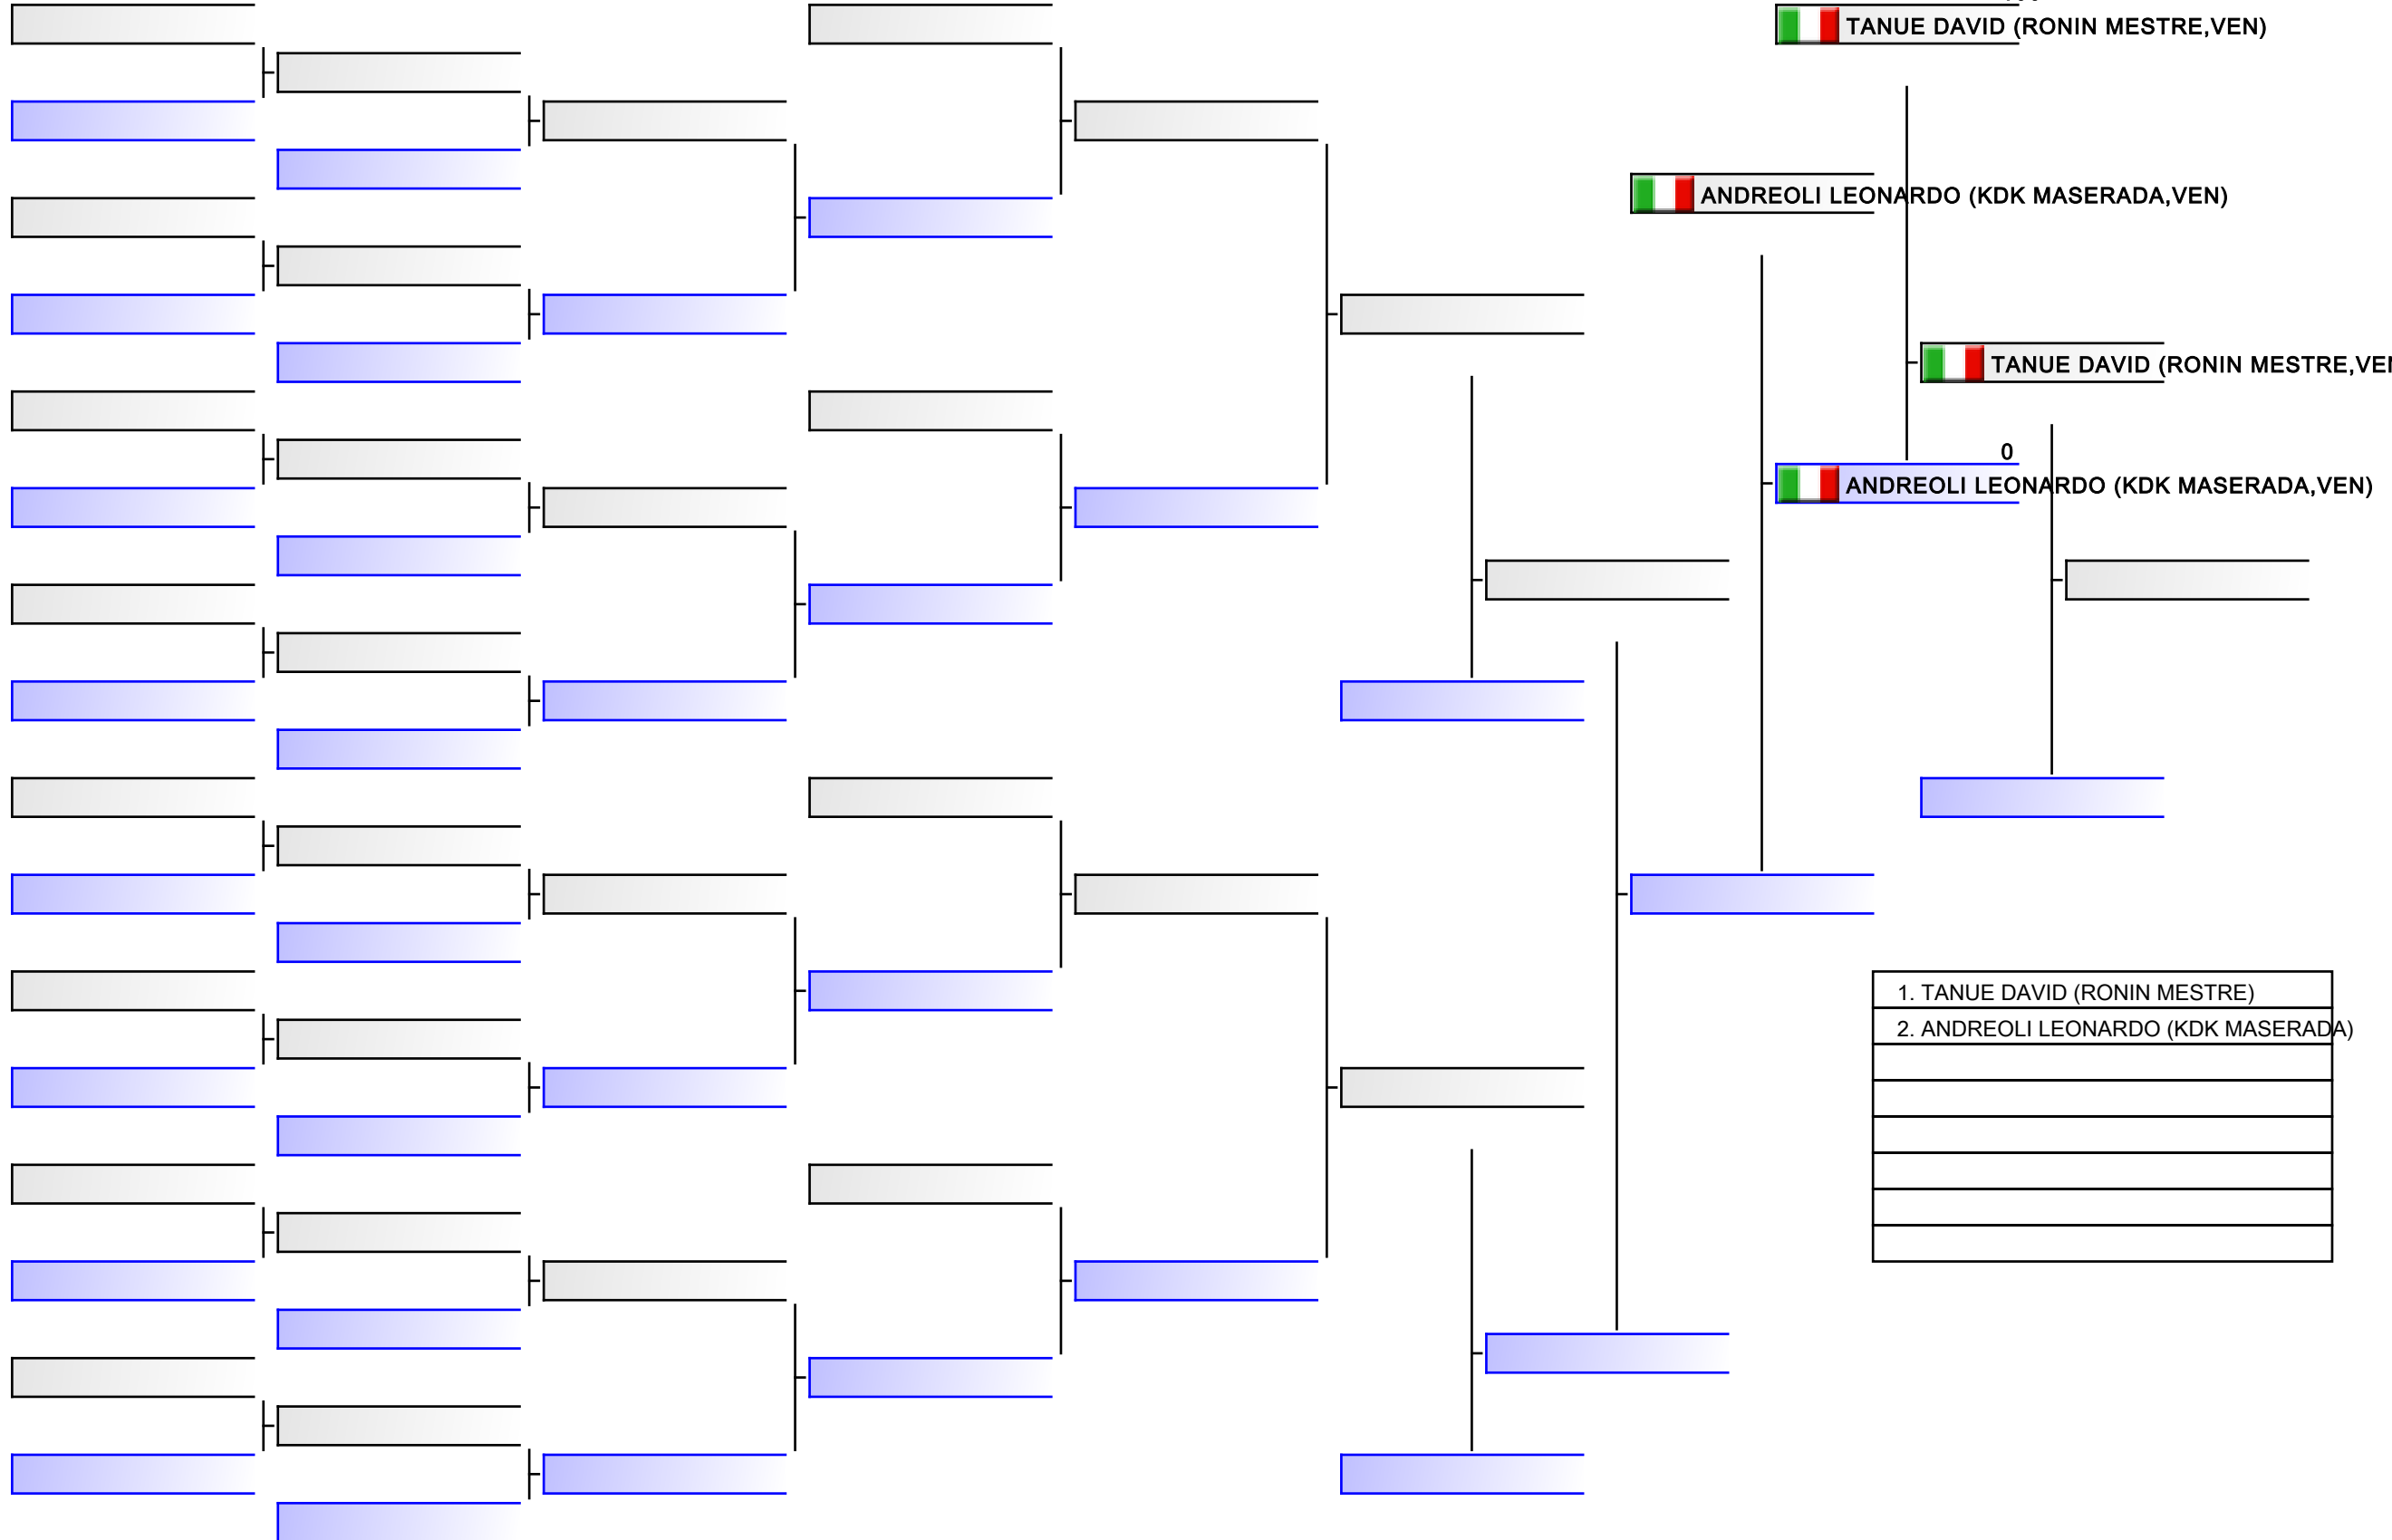 TANUE DAVID (RONIN MESTRE,VEN)
ANDREOLI LEONARDO (KDK MASERADA,VEN)
TANUE DAVID (RONIN MESTRE,VE
0
ANDREOLI LEONARDO (KDK MASERADA,VEN)
1. TANUE DAVID (RONIN MESTRE)
2. ANDREOLI LEONARDO (KDK MASERADA)